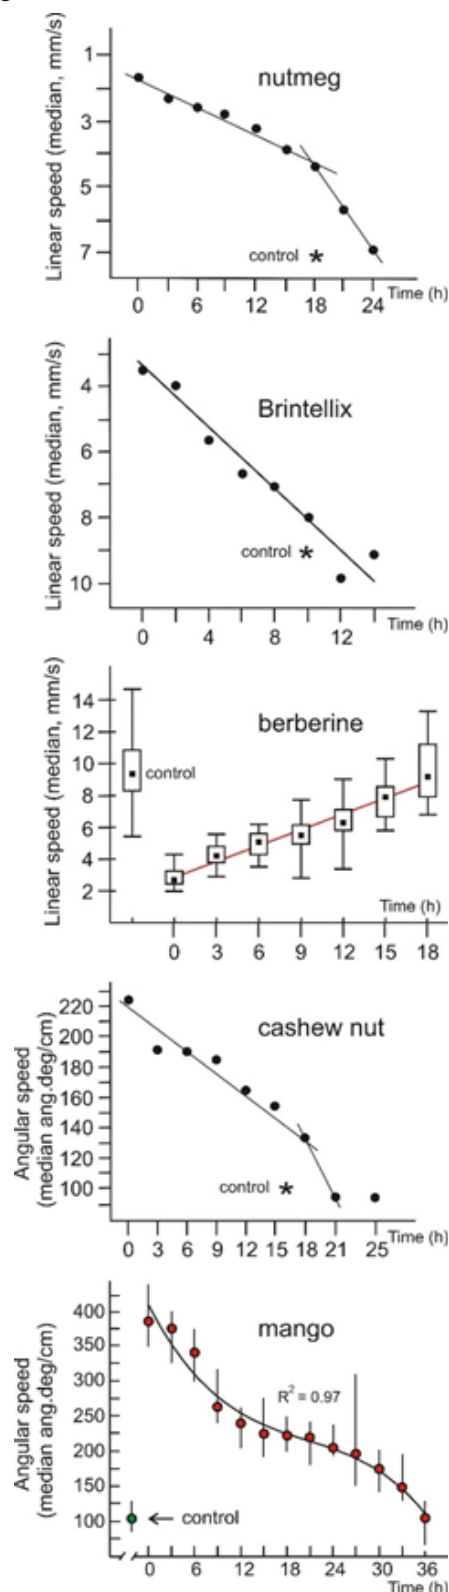 nutmeg
Linear speed (median, mm/s)
1
3
5
7
control *
0 6 12 18 24 Time (h)
Brintellix
Linear speed (median, mm/s)
4
6
8
10
control *
Time (h)
0 4 8 12
berberine
Linear speed (median, mm/s)
14
12
10
8
6
4
2
control
Time (h)
0 3 6 9 12 15 18
cashew nut
Angular speed
(median ang.deg/cm)
220
200
180
160
140
120
100
control *
0 3 6 9 12 15 18 21 25 Time (h)
mango
Angular speed
(median ang.deg/cm)
400
350
300
250
200
150
100
R² = 0.97
← control
0 6 12 18 24 30 36
Time (h)